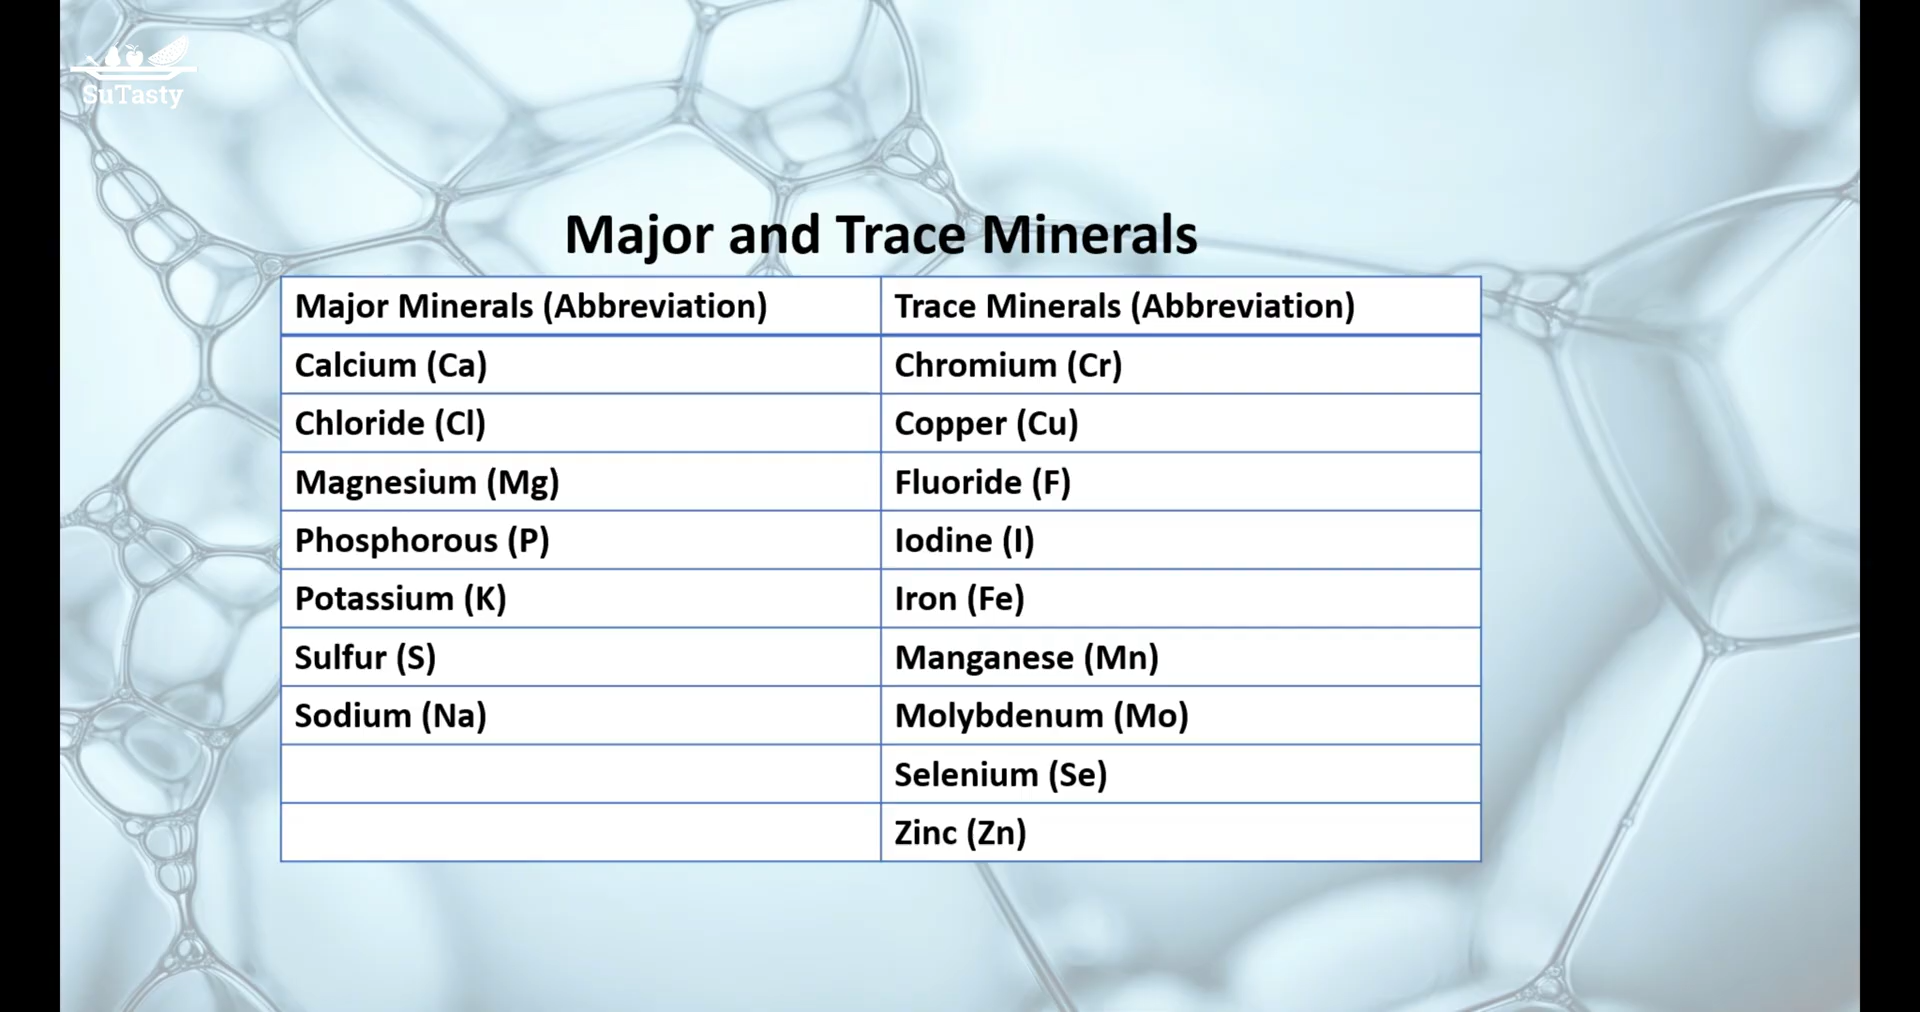 SuTasty
Major and Trace Minerals
Major Minerals (Abbreviation) Trace Minerals (Abbreviation)
Calcium (Ca) Chromium (Cr)
Chloride (Cl) Copper (Cu)
Magnesium (Mg) Fluoride (F)
Phosphorous (P) Iodine (I)
Potassium (K) Iron (Fe)
Sulfur (S) Manganese (Mn)
Sodium (Na) Molybdenum (Mo)
Selenium (Se)
Zinc (Zn)